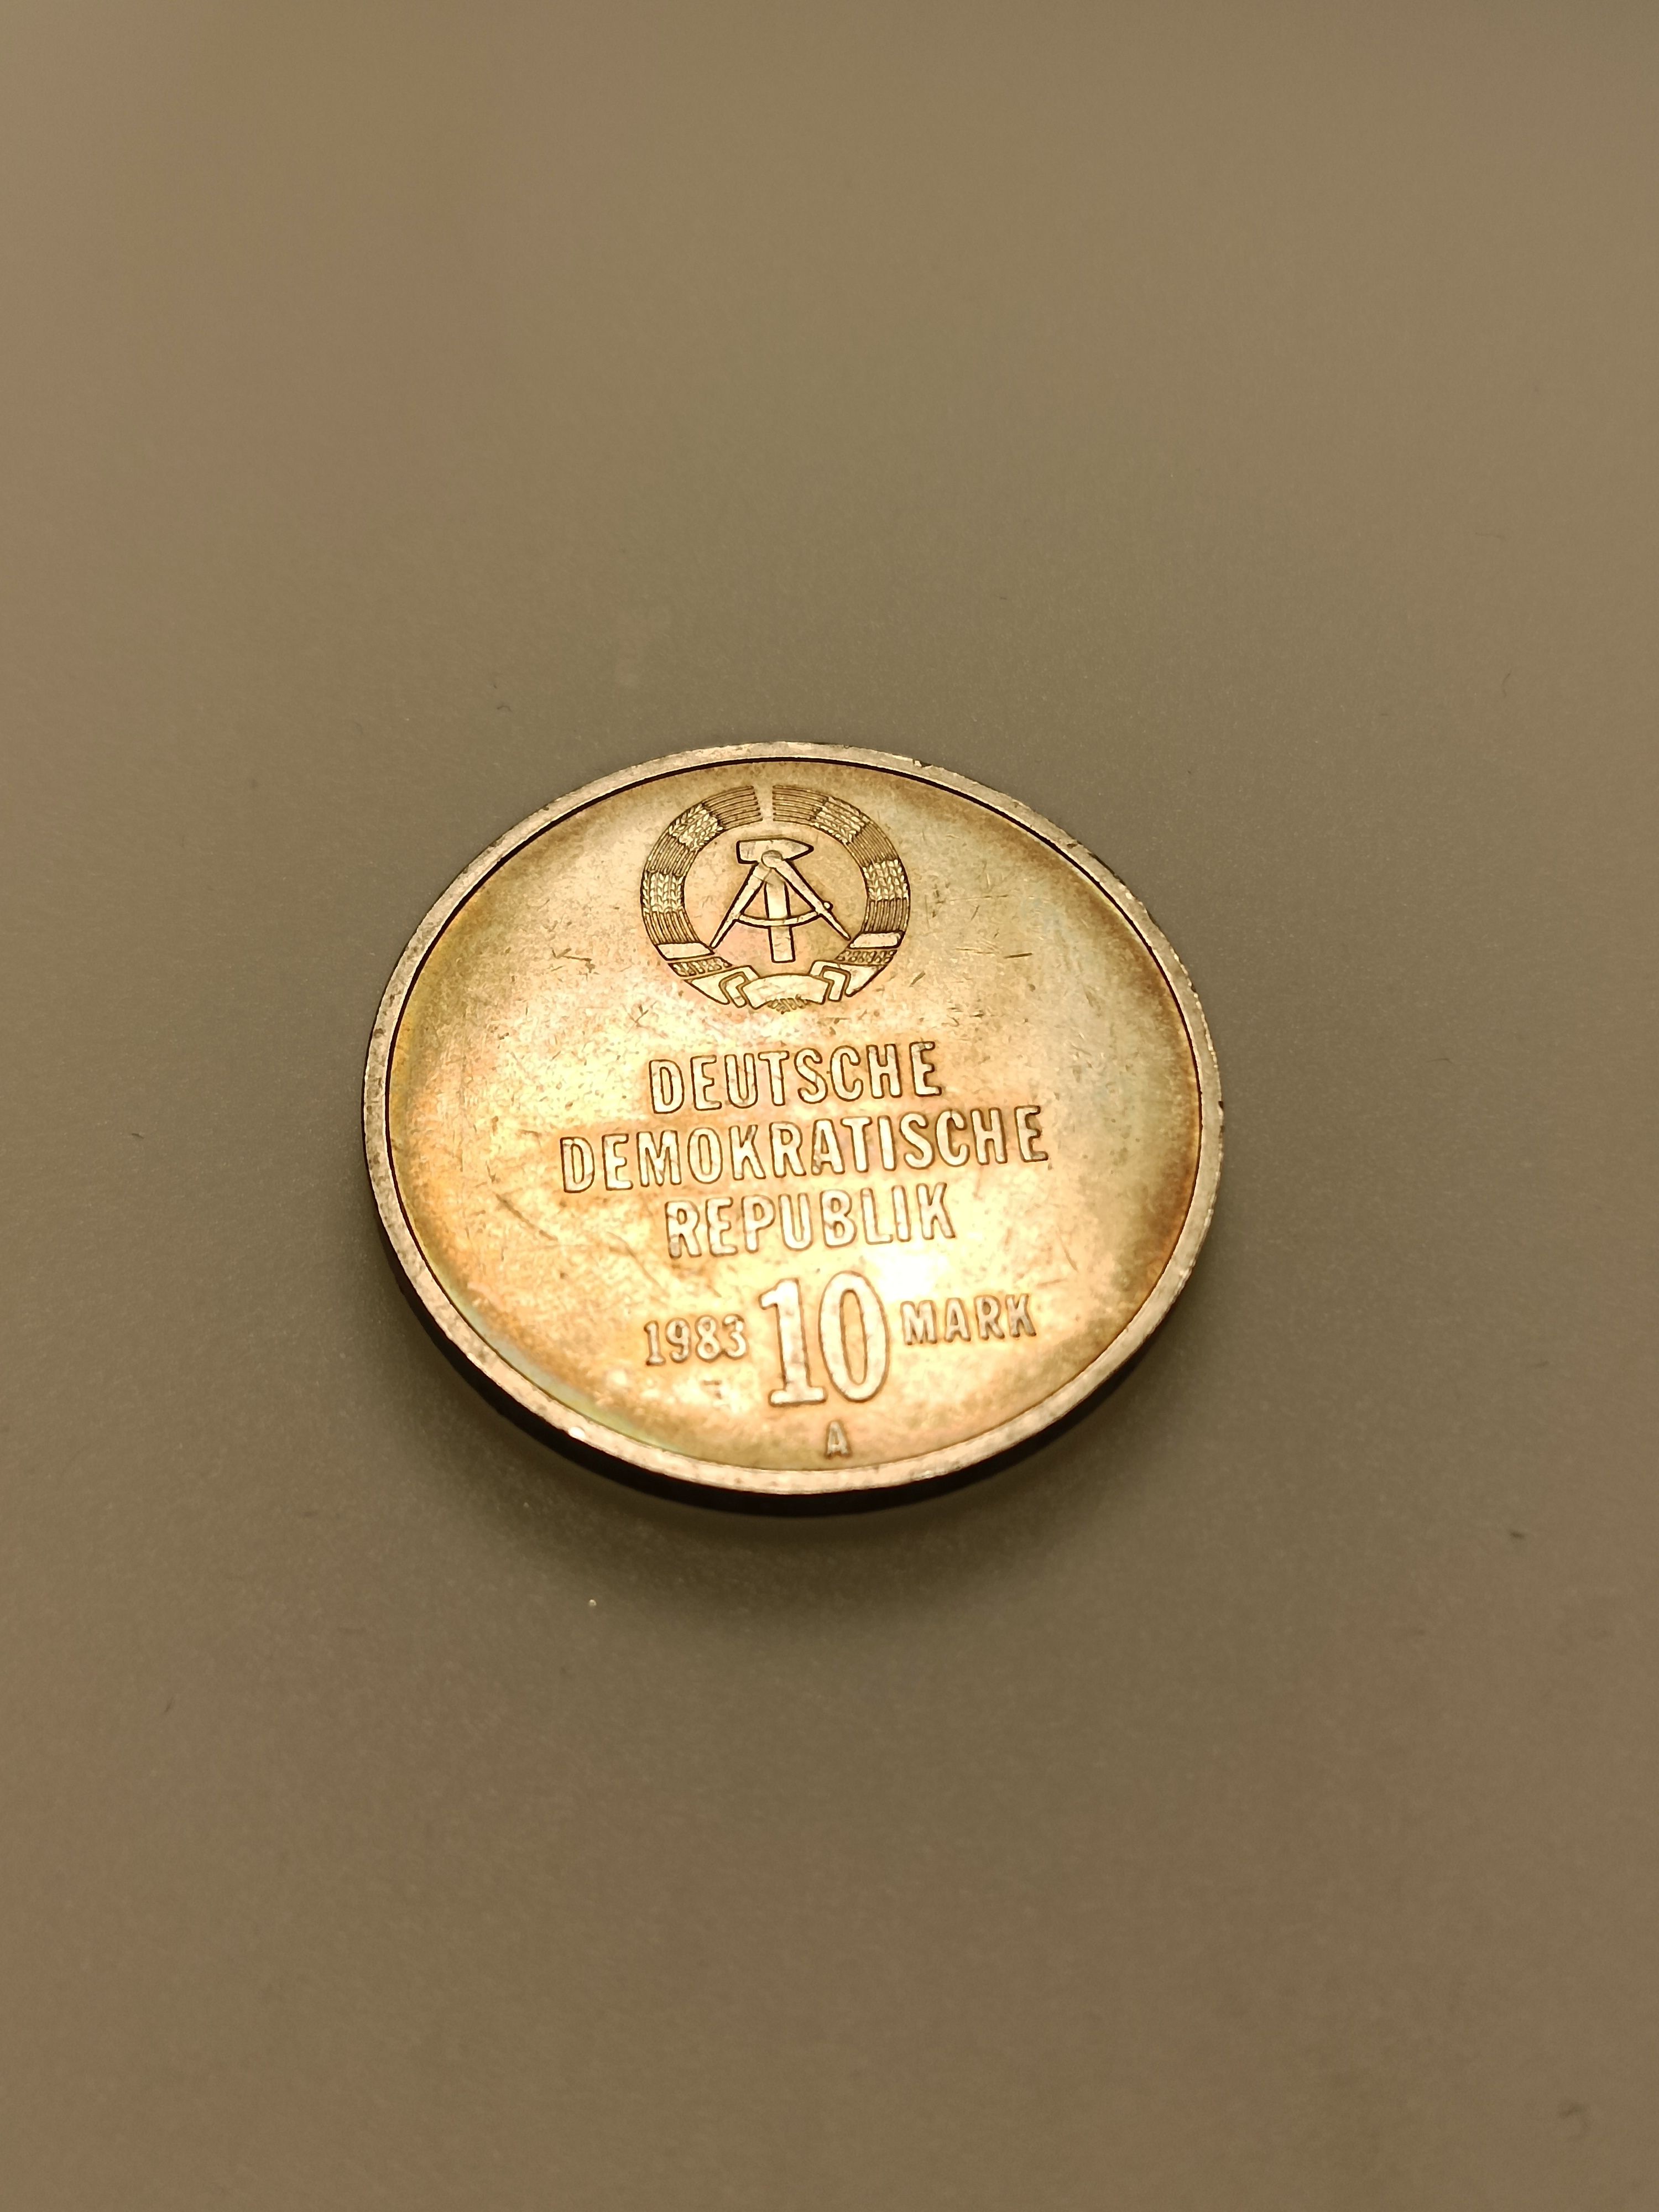 DEUTSCHE
DEMOKRATISCHE
REPUBLIK
1983 10 MARK
A